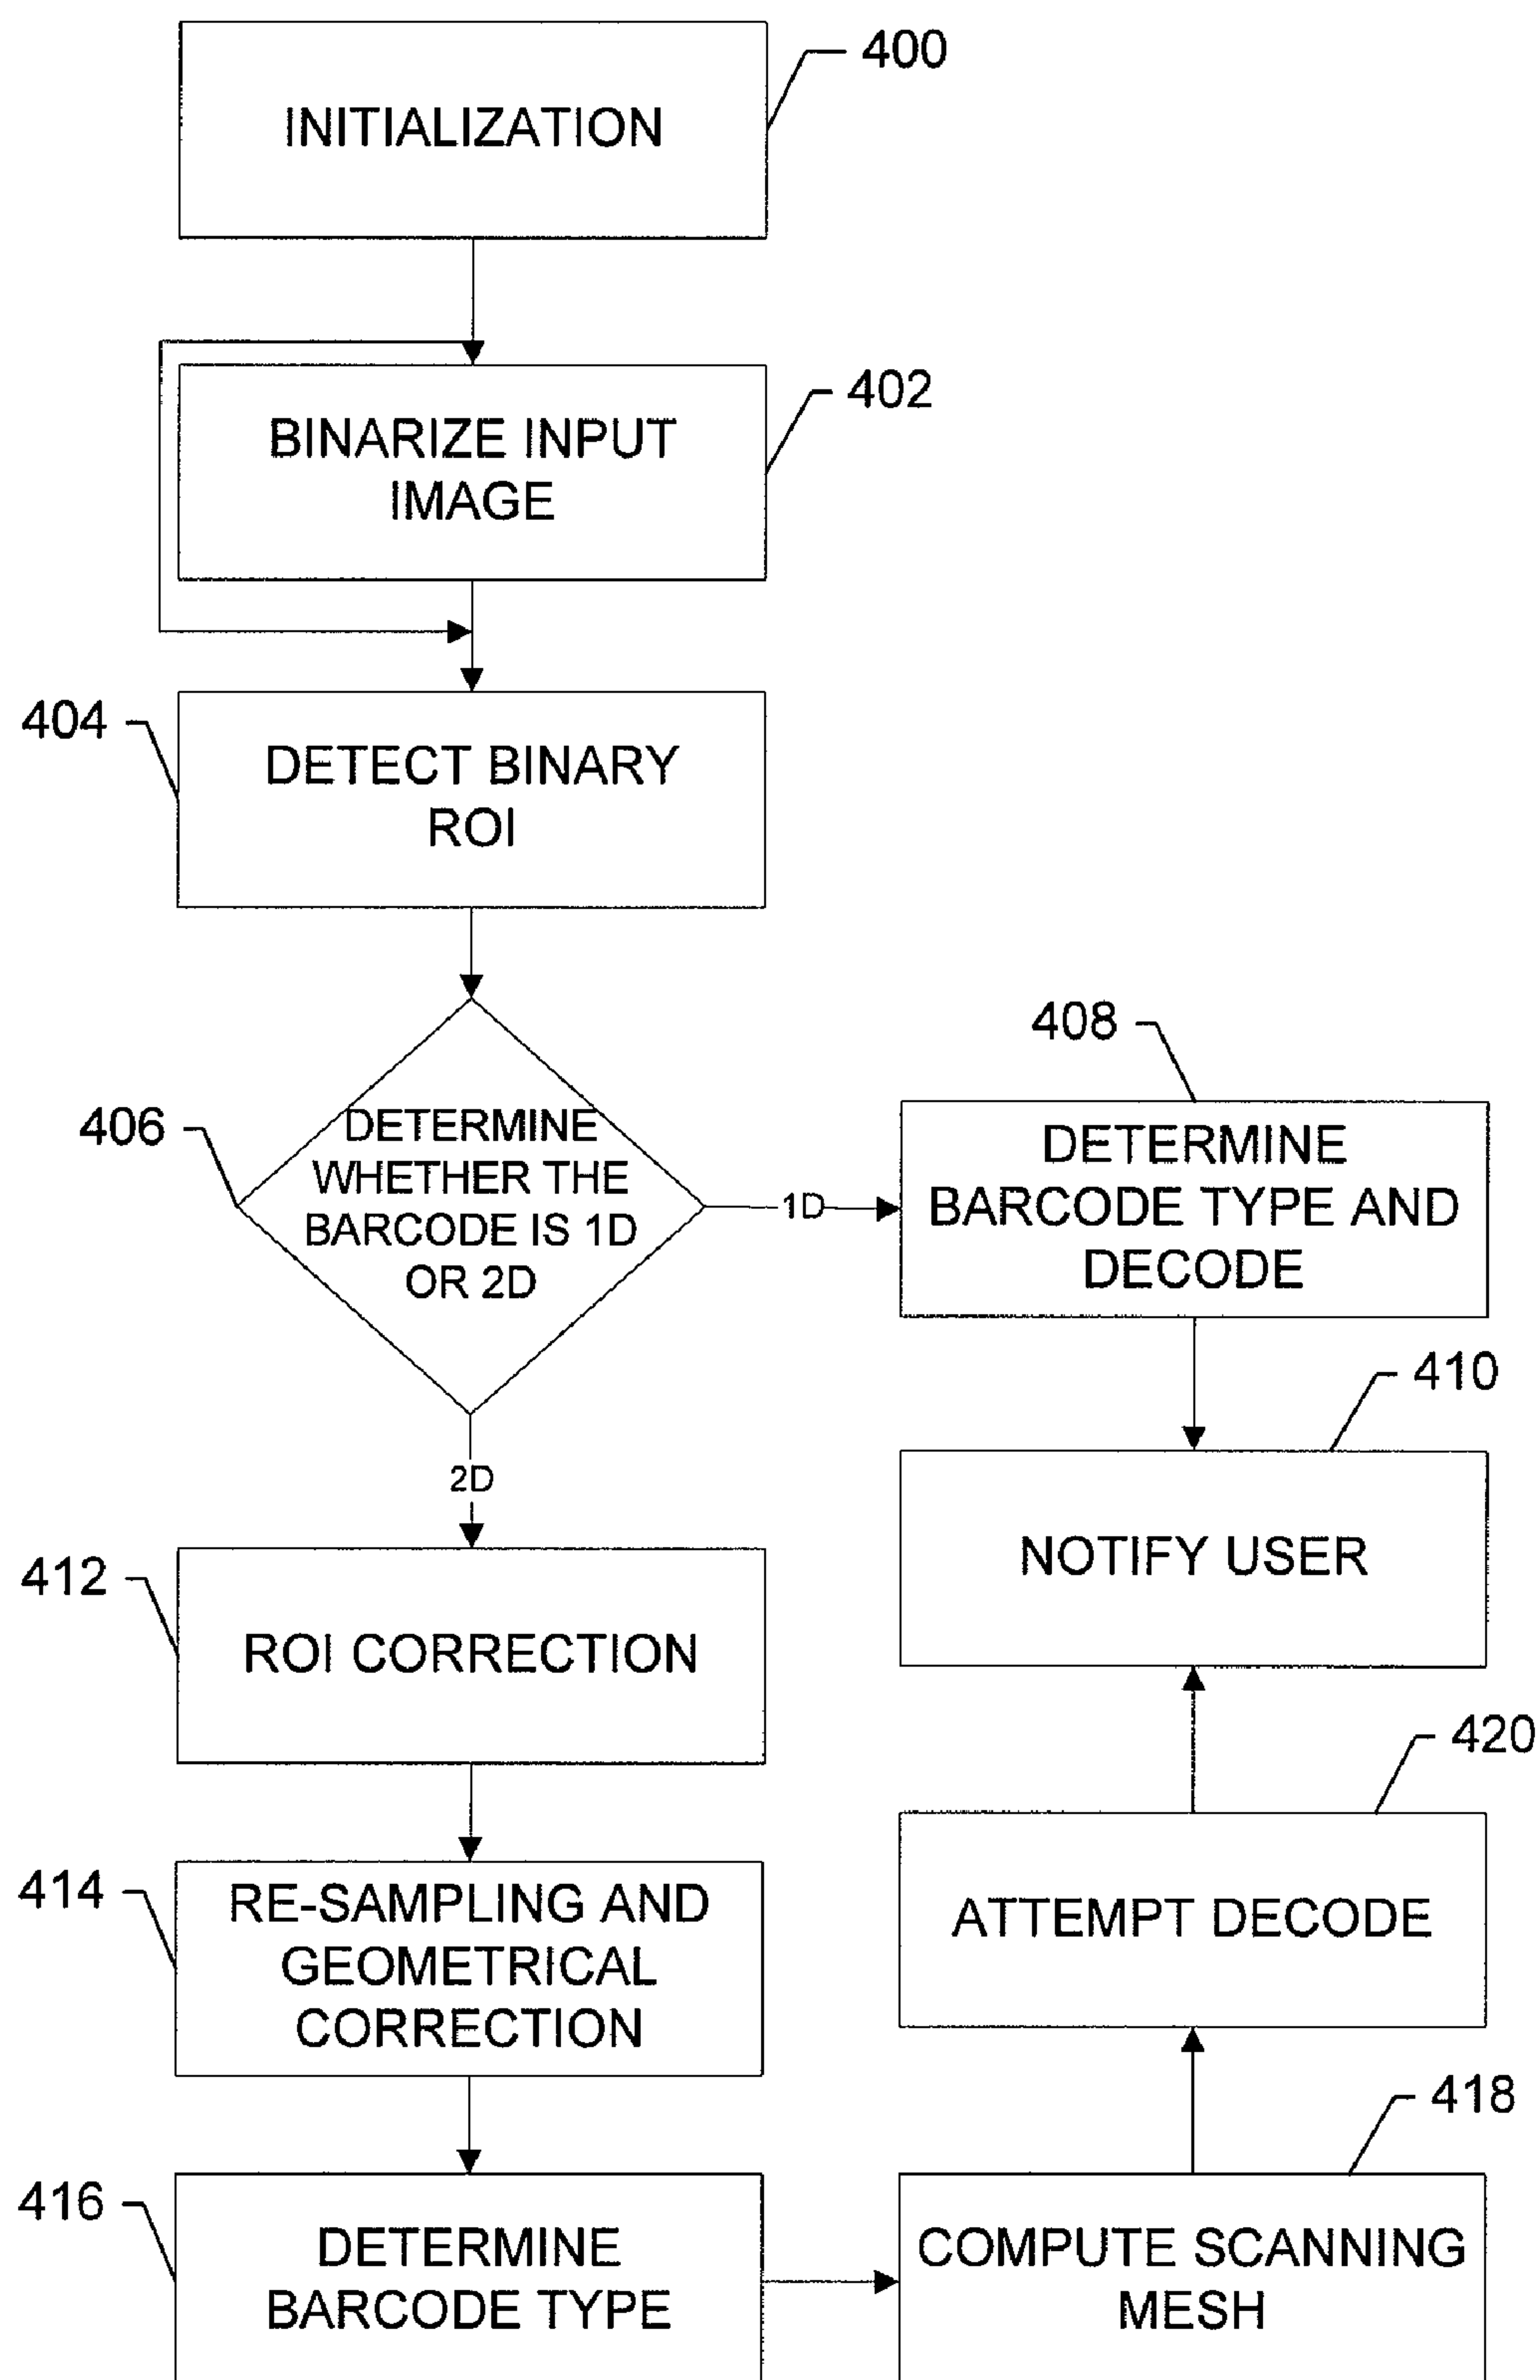 400
INITIALIZATION
402
BINARIZE INPUT
IMAGE
404
DETECT BINARY
ROI
406
DETERMINE
WHETHER THE
BARCODE IS 1D
OR 2D
1D
408
DETERMINE
BARCODE TYPE AND
DECODE
410
NOTIFY USER
2D
412
ROI CORRECTION
414
RE-SAMPLING AND
GEOMETRICAL
CORRECTION
416
DETERMINE
BARCODE TYPE
418
COMPUTE SCANNING
MESH
420
ATTEMPT DECODE